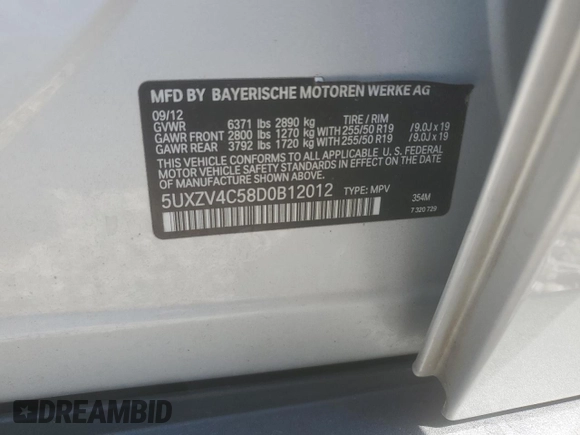 MFD BY BAYERISCHE MOTOREN WERKE AG
09/12 TIRE / RIM
GVWR 6371 lbs 2890 kg
GAWR FRONT 2800 lbs 1270 kg WITH 255/50 R19 / 9.0J x 19
GAWR REAR 3792 lbs 1720 kg WITH 255/50 R19 / 9.0J x 19
THIS VEHICLE CONFORMS TO ALL APPLICABLE U. S. FEDERAL
MOTOR VEHICLE SAFETY STANDARDS IN EFFECT ON THE
DATE OF MANUFACTURE SHOWN ABOVE.
5UXZV4C58D0B12012 TYPE: MPV 354M
7 320 729
DREAMBID